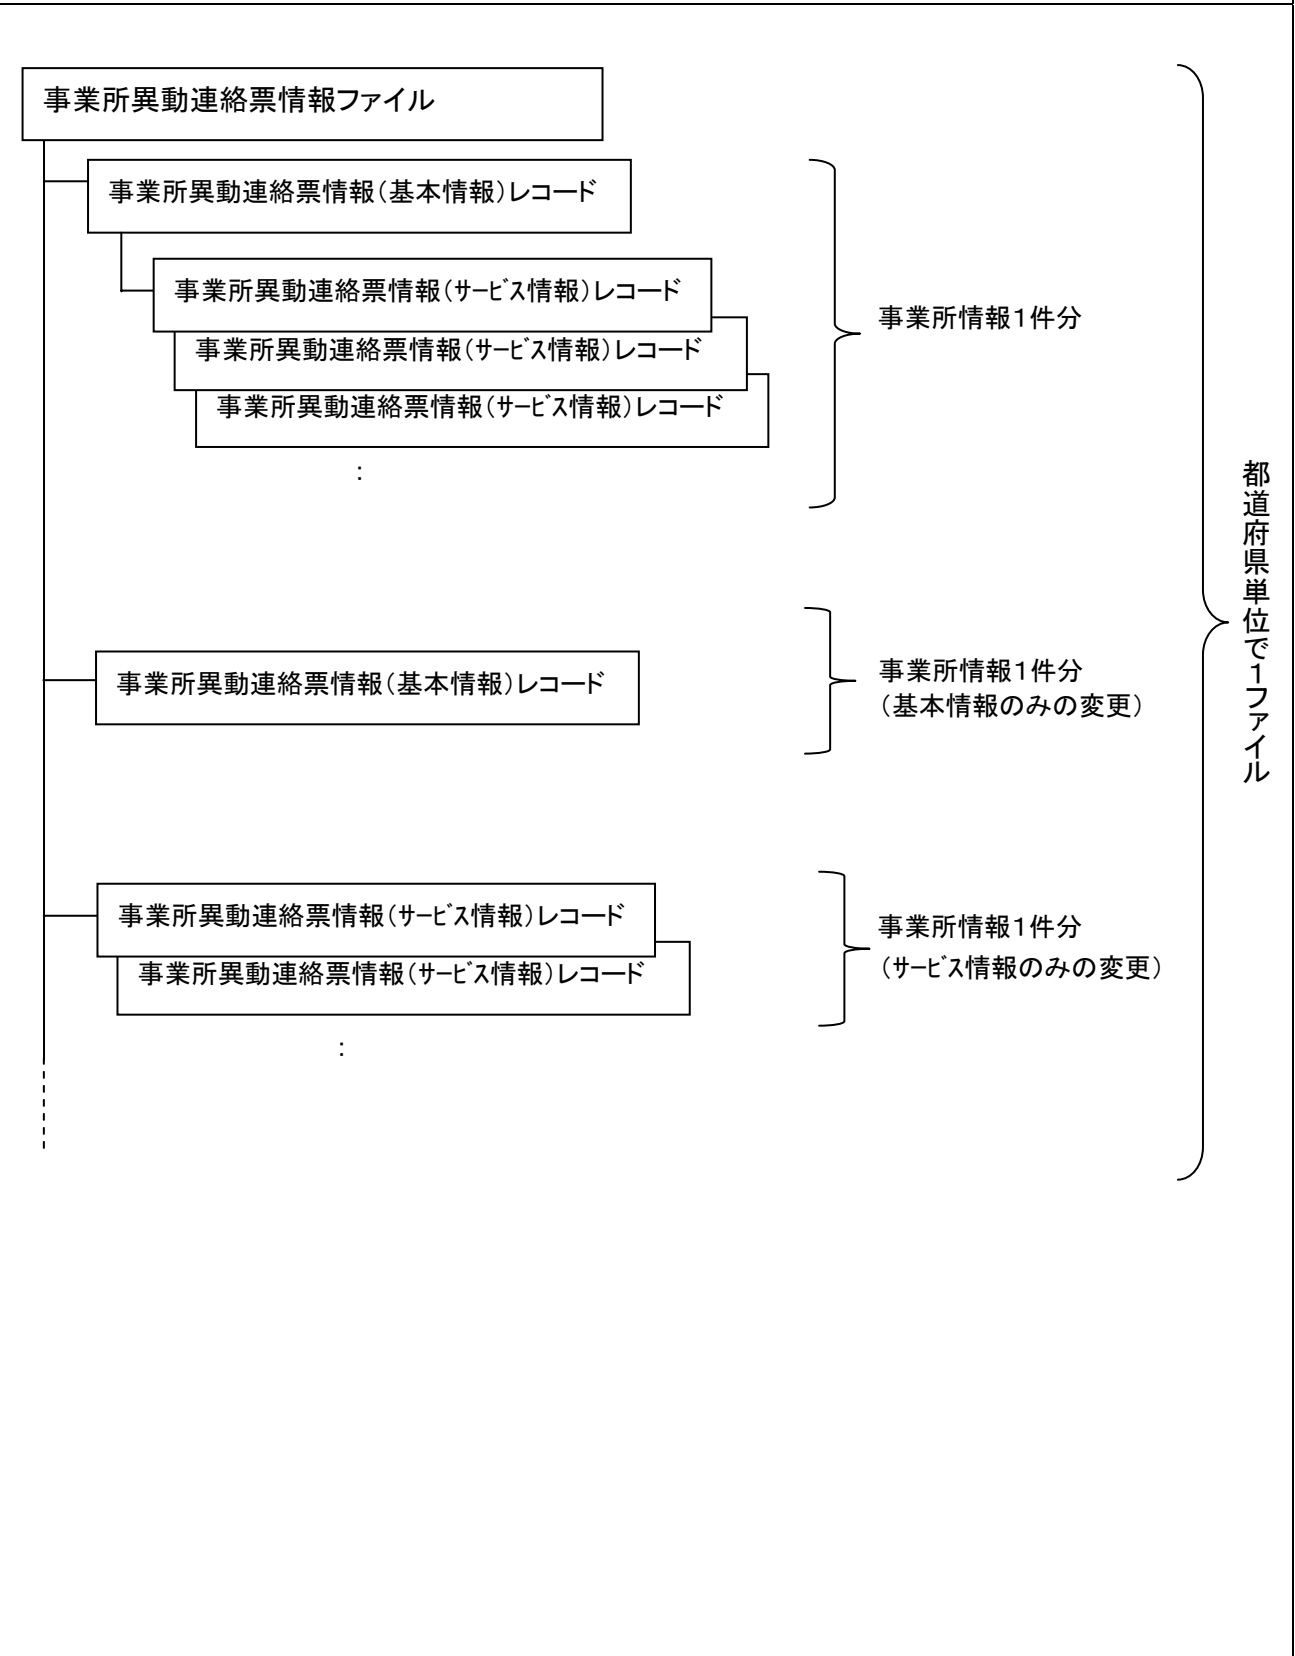 事業所異動連絡票情報ファイル
事業所異動連絡票情報（基本情報）レコード
事業所異動連絡票情報（ｻｰﾋﾞｽ情報）レコード
事業所異動連絡票情報（ｻｰﾋﾞｽ情報）レコード
事業所異動連絡票情報（ｻｰﾋﾞｽ情報）レコード
：
事業所情報１件分
事業所異動連絡票情報（基本情報）レコード
事業所情報１件分
（基本情報のみの変更）
事業所異動連絡票情報（ｻｰﾋﾞｽ情報）レコード
事業所異動連絡票情報（ｻｰﾋﾞｽ情報）レコード
：
事業所情報１件分
（ｻｰﾋﾞｽ情報のみの変更）
都道府県単位で１ファイル